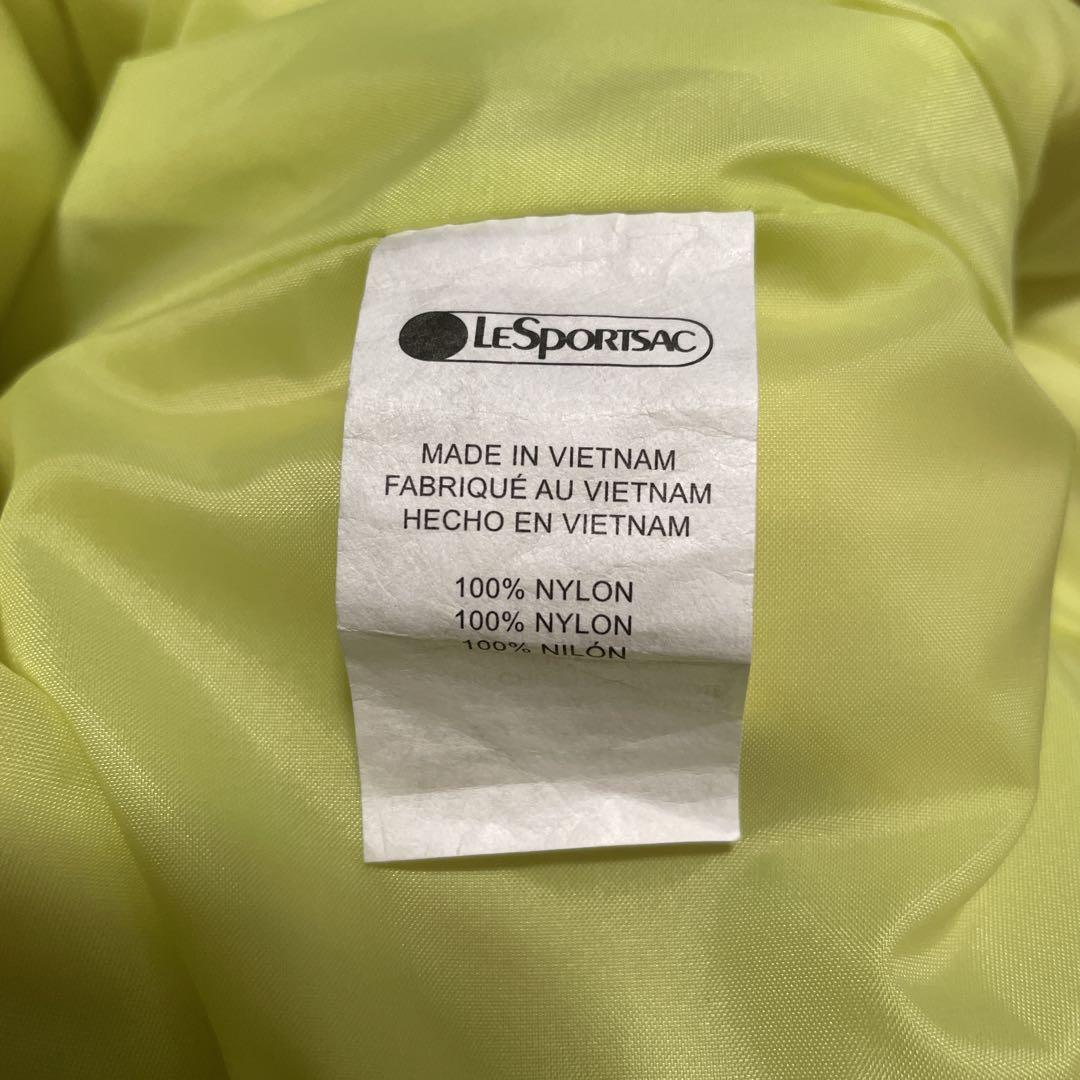 LESPORTSAC
MADE IN VIETNAM
FABRIQUÉ AU VIETNAM
HECHO EN VIETNAM
100% NYLON
100% NYLON
100% NILÓN